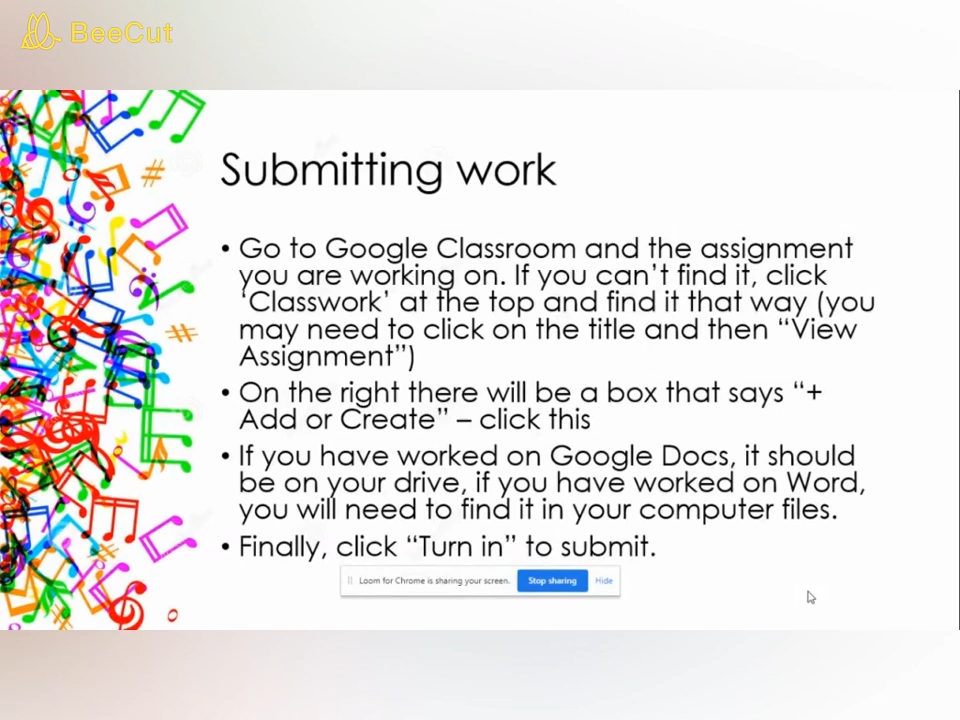 BeeCut
Submitting work
• Go to Google Classroom and the assignment
you are working on. If you can’t find it, click
‘Classwork’ at the top and find it that way (you
may need to click on the title and then “View
Assignment”)
• On the right there will be a box that says “+
Add or Create” – click this
• If you have worked on Google Docs, it should
be on your drive, if you have worked on Word,
you will need to find it in your computer files.
• Finally, click “Turn in” to submit.
Loom for Chrome is sharing your screen. Stop sharing Hide